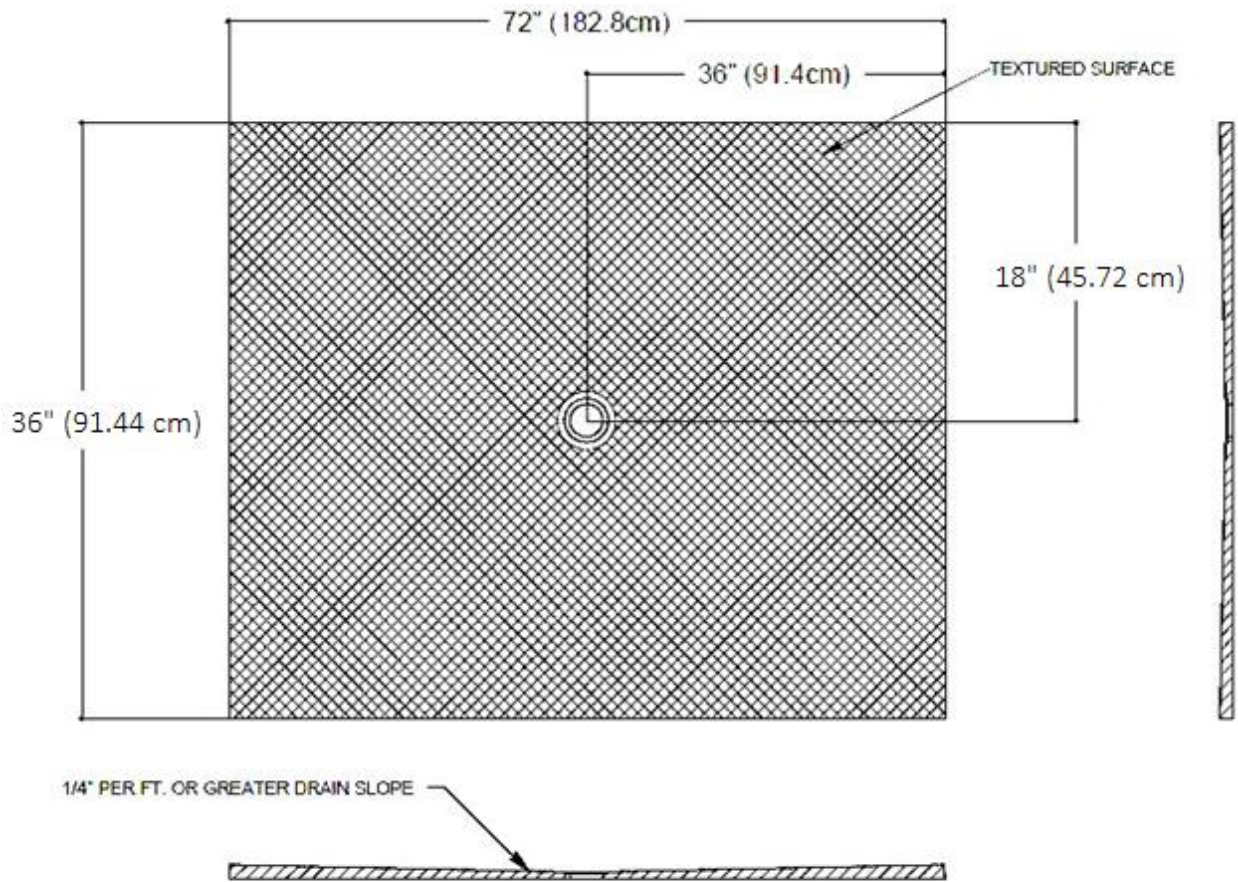 72" (182.8cm)
36" (91.4cm)
TEXTURED SURFACE
18" (45.72 cm)
36" (91.44 cm)
1/4" PER FT. OR GREATER DRAIN SLOPE